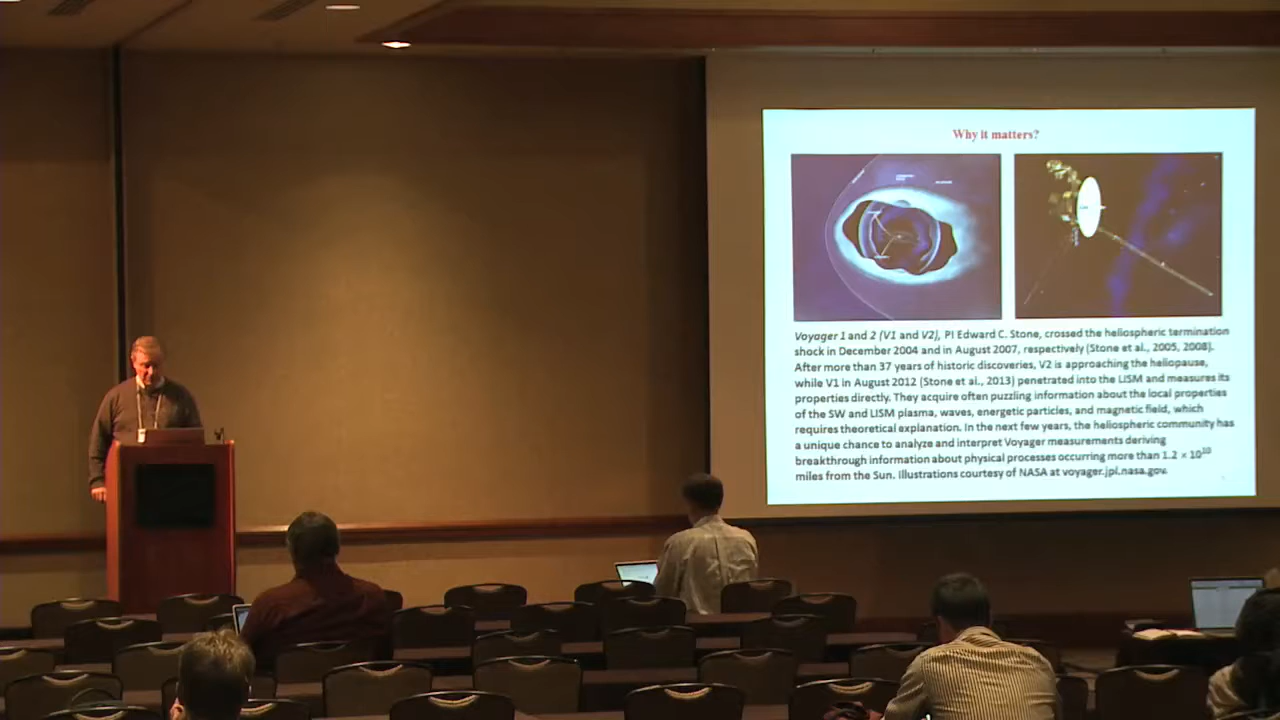 Why it matters?
Voyager 1 and 2 (V1 and V2), PI Edward C. Stone, crossed the heliospheric termination
shock in December 2004 and in August 2007, respectively (Stone et al., 2005, 2008).
After more than 37 years of historic discoveries, V2 is approaching the heliopause,
while V1 in August 2012 (Stone et al., 2013) penetrated into the LISM and measures its
properties directly. They acquire often puzzling information about the local properties
of the SW and LISM plasma, waves, energetic particles, and magnetic field, which
requires theoretical explanation. In the next few years, the heliospheric community has
a unique chance to analyze and interpret Voyager measurements deriving
breakthrough information about physical processes occurring more than 1.2 × 10¹⁰
miles from the Sun. Illustrations courtesy of NASA at voyager.jpl.nasa.gov.